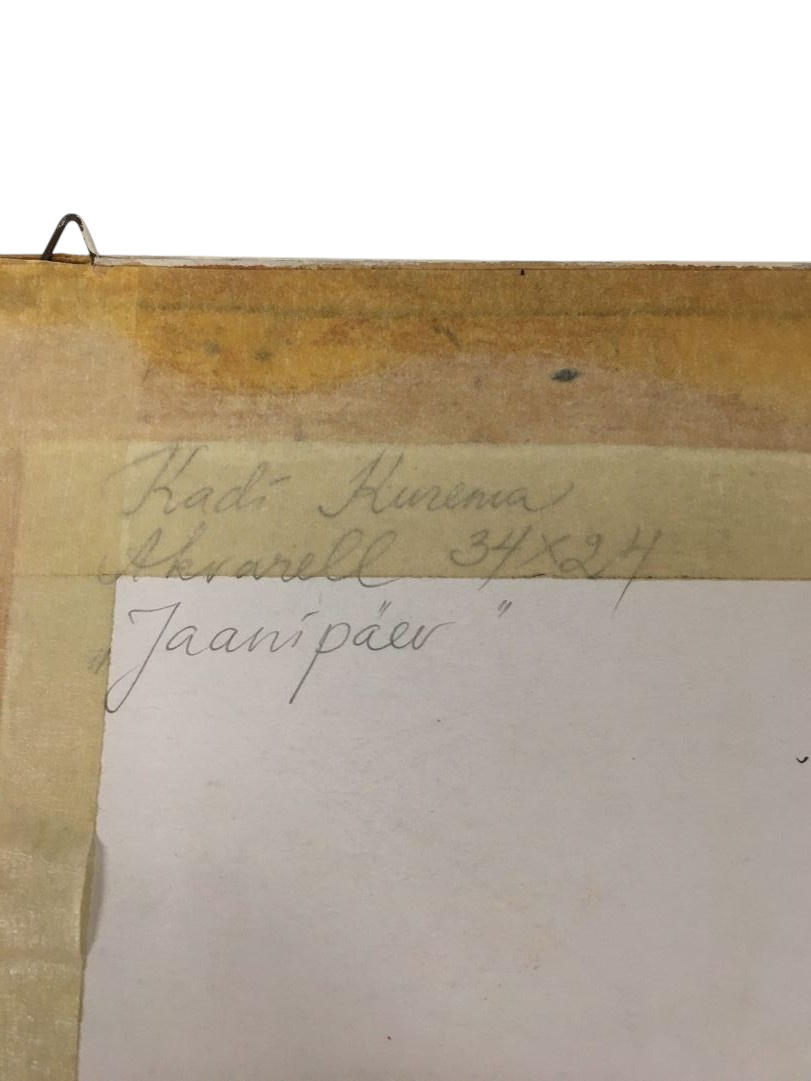 Kadi Kurema
Akvarell 34x24
„Jaanipäev"